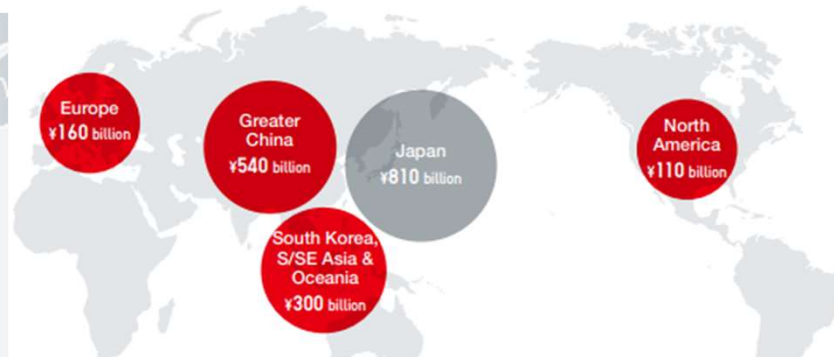 Europe
¥160 billion
Greater
China
¥540 billion
Japan
¥810 billion
South Korea,
S/SE Asia &
Oceania
¥300 billion
North
America
¥110 billion